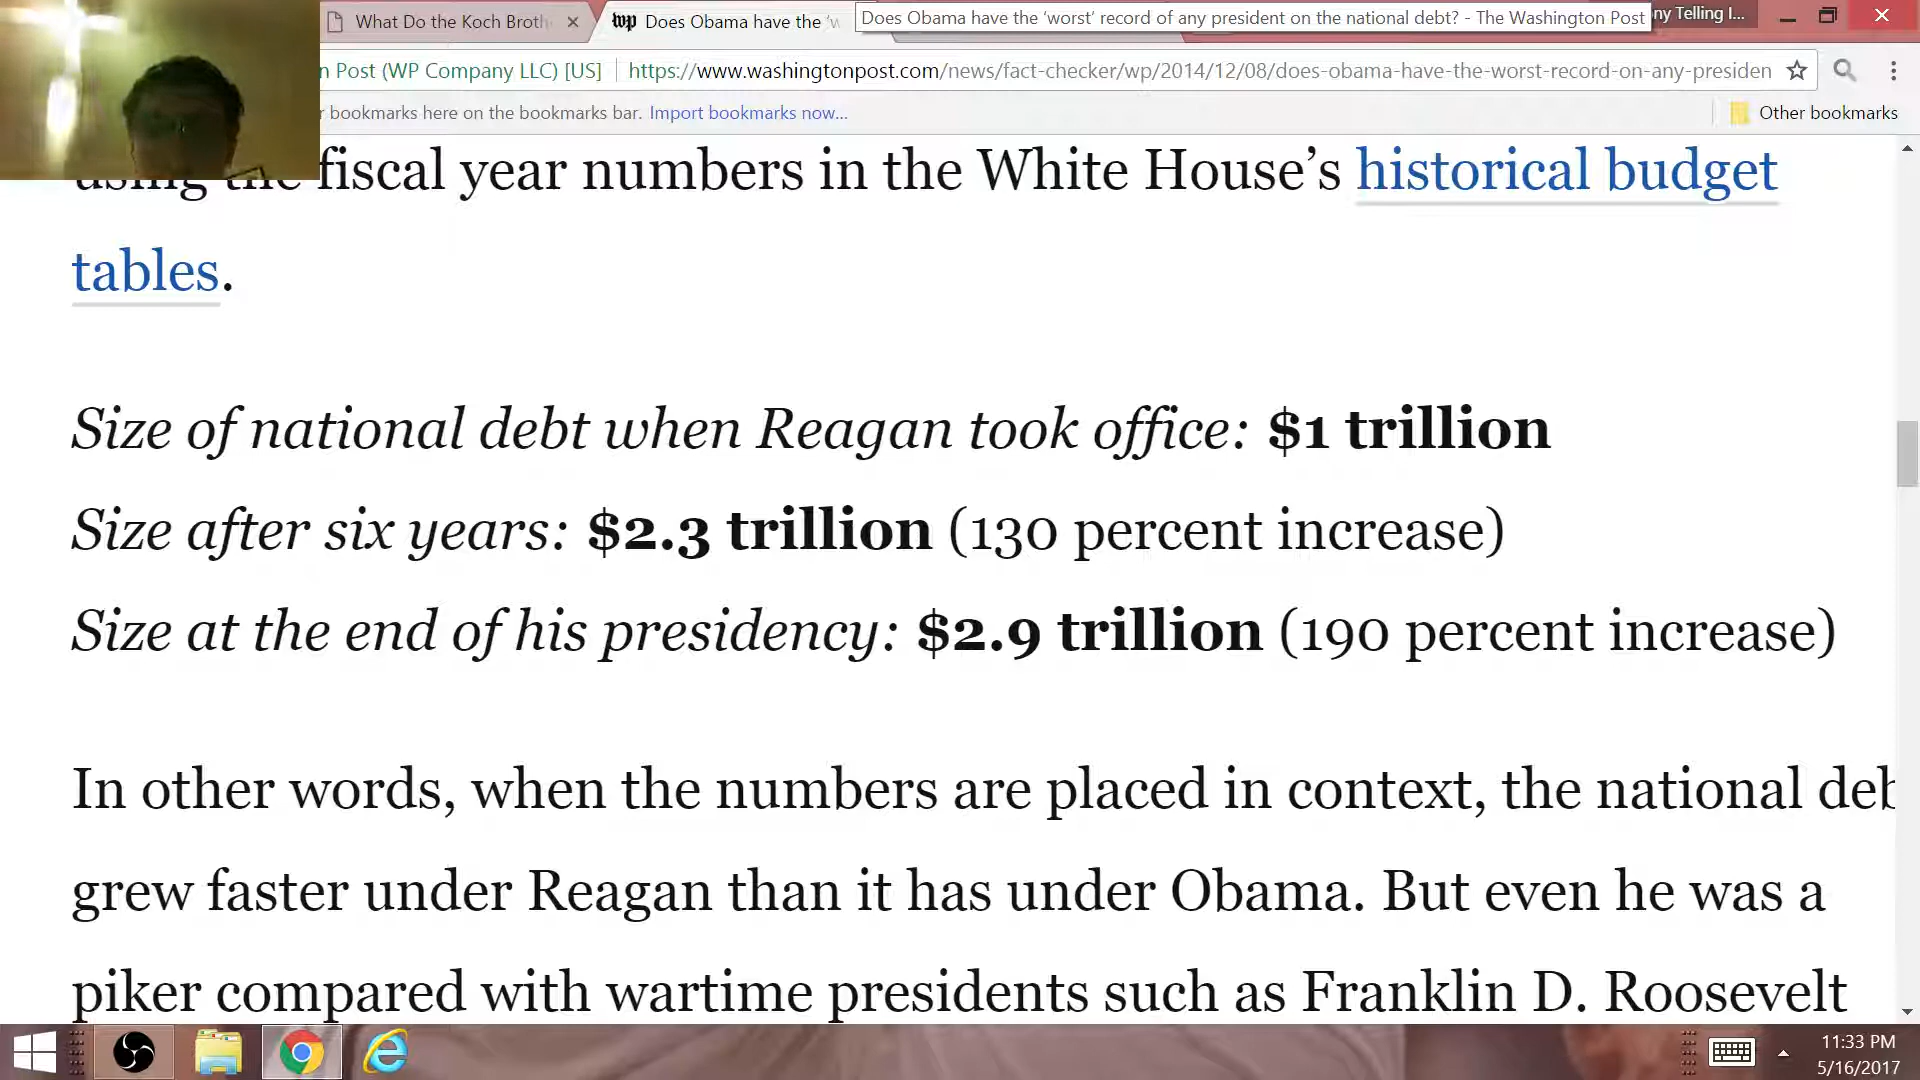 What Do the Koch Broth
Does Obama have the 'w
Does Obama have the 'worst' record of any president on the national debt? - The Washington Post
ny Telling I...
n Post (WP Company LLC) [US]
https://www.washingtonpost.com/news/fact-checker/wp/2014/12/08/does-obama-have-the-worst-record-on-any-presiden
r bookmarks here on the bookmarks bar. Import bookmarks now...
Other bookmarks
using the fiscal year numbers in the White House’s historical budget
tables.
Size of national debt when Reagan took office: $1 trillion
Size after six years: $2.3 trillion (130 percent increase)
Size at the end of his presidency: $2.9 trillion (190 percent increase)
In other words, when the numbers are placed in context, the national deb
grew faster under Reagan than it has under Obama. But even he was a
piker compared with wartime presidents such as Franklin D. Roosevelt
11:33 PM
5/16/2017